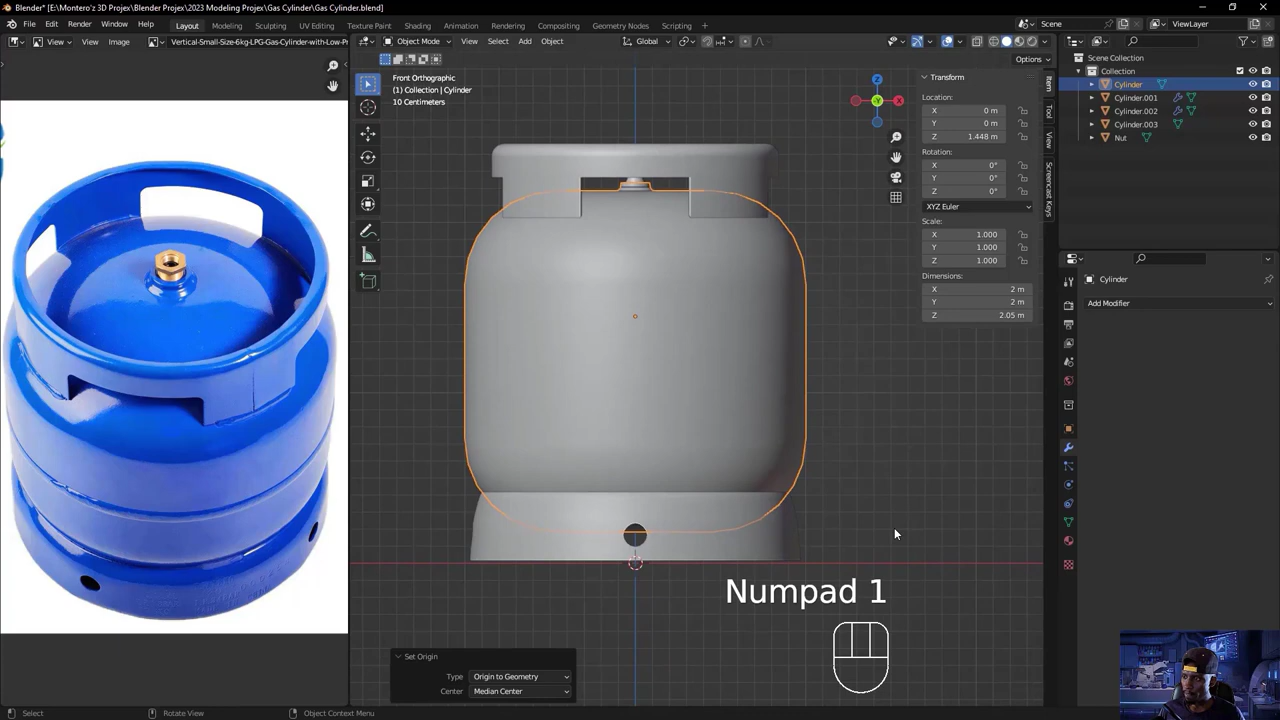 Blender* [E:\Montero'z 3D Projex\Blender Projex\2023 Modeling Projex\Gas Cylinder\Gas Cylinder.blend]
File Edit Render Window Help Layout Modeling Sculpting UV Editing Texture Paint Shading Animation Rendering Compositing Geometry Nodes Scripting Scene ViewLayer
View View Image Vertical-Small-Size-6kg-LPG-Gas-Cylinder-with-Low-Pr Object Mode View Select Add Object Global
Options
Front Orthographic
(1) Collection | Cylinder
10 Centimeters
Z
Y
X
Transform
Location:
X 0 m
Y 0 m
Z 1.448 m
Rotation:
X 0°
Y 0°
Z 0°
XYZ Euler
Scale:
X 1.000
Y 1.000
Z 1.000
Dimensions:
X 2 m
Y 2 m
Z 2.05 m
Item
Tool
View
Screencast Keys
Scene Collection
Collection
Cylinder
Cylinder.001
Cylinder.002
Cylinder.003
Nut
Cylinder
Add Modifier
Numpad 1
Set Origin
Type Origin to Geometry
Center Median Center
Select Rotate View Object Context Menu